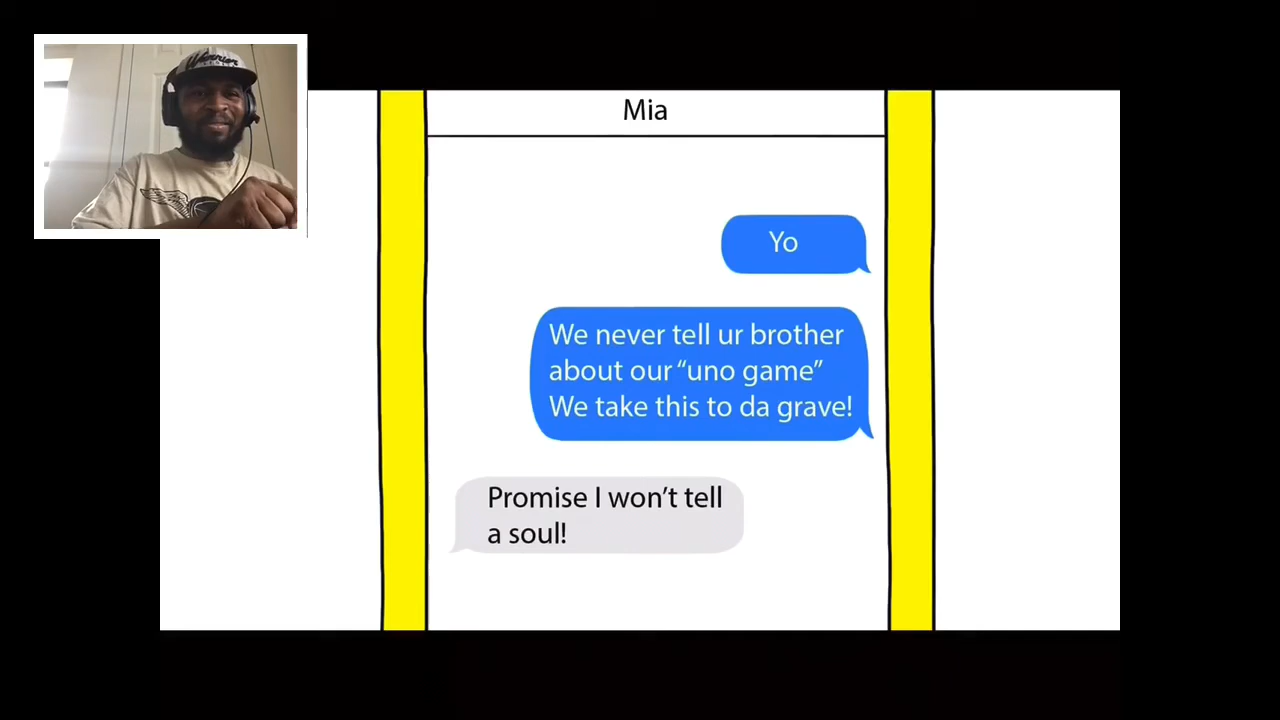 Warrior
Mia
Yo
We never tell ur brother
about our “uno game”
We take this to da grave!
Promise I won’t tell
a soul!